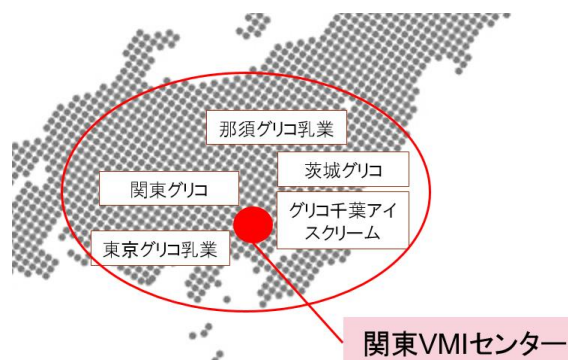 那須グリコ乳業
茨城グリコ
関東グリコ
グリコ千葉アイ
スクリーム
東京グリコ乳業
関東VMIセンター